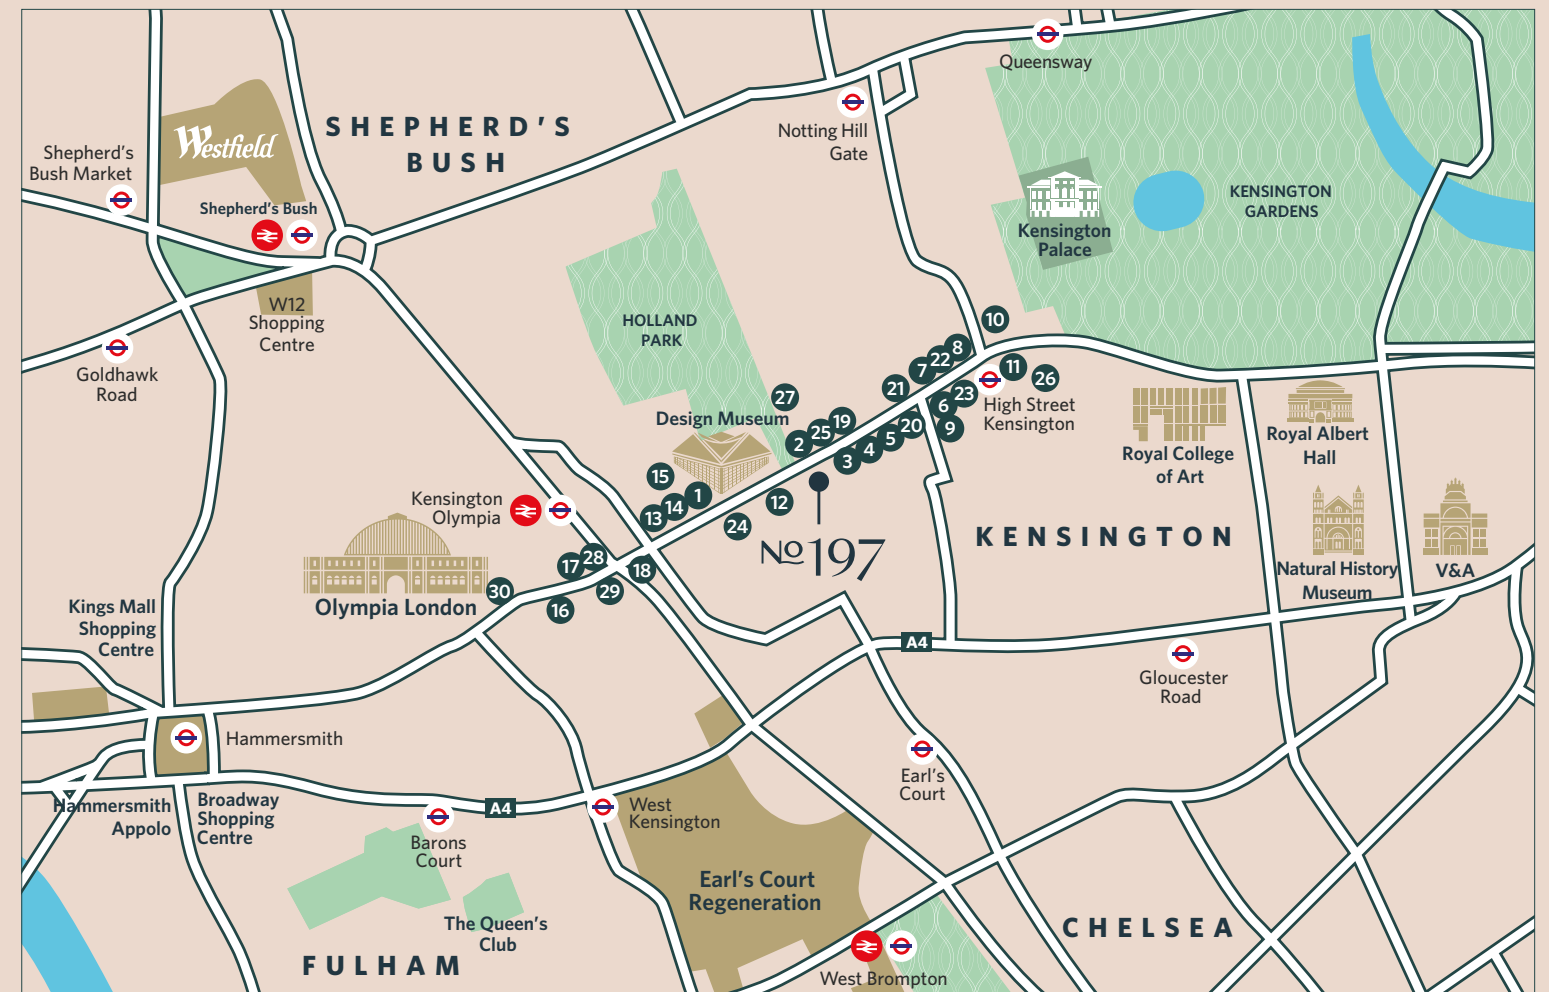 Queensway
Notting Hill
Gate
SHEPHERD'S
BUSH
Westfield
Shepherd's
Bush Market
Shepherd's Bush
KENSINGTON
GARDENS
Kensington
Palace
W12
Shopping
Centre
HOLLAND
PARK
Goldhawk
Road
10
8
22
7
11
26
21
23
6
High Street
Kensington
27
Design Museum
19
25
2
20
9
5
4
3
Royal College
of Art
Royal Albert
Hall
15
1
14
13
12
24
Kensington
Olympia
No197
KENSINGTON
28
17
18
29
30
16
Olympia London
Natural History
Museum
V&A
Kings Mall
Shopping
Centre
A4
Gloucester
Road
Hammersmith
Earl's
Court
Hammersmith
Appolo
Broadway
Shopping
Centre
A4
West
Kensington
Barons
Court
Earl's Court
Regeneration
The Queen's
Club
CHELSEA
FULHAM
West Brompton